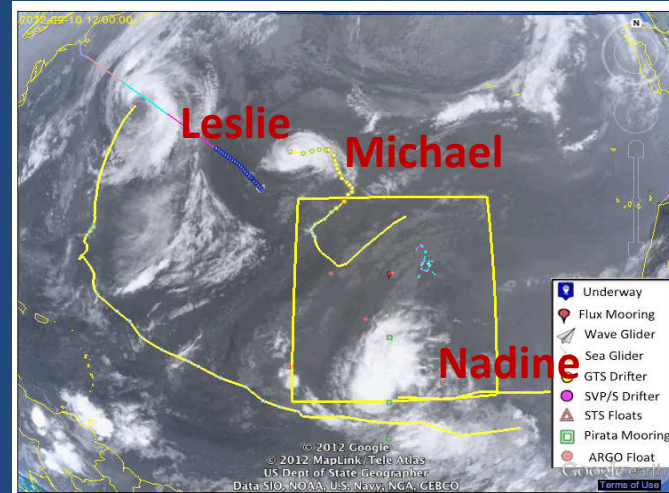 2012-09-10 12:00:00
N
Leslie
Michael
Nadine
Underway
Flux Mooring
Wave Glider
Sea Glider
GTS Drifter
SVP/S Drifter
STS Floats
Pirata Mooring
ARGO Float
© 2012 Google
© 2012 MapLink/Tele Atlas
US Dept of State Geographer
Data SIO, NOAA, U.S. Navy, NGA, GEBCO
Google earth
Terms of Use